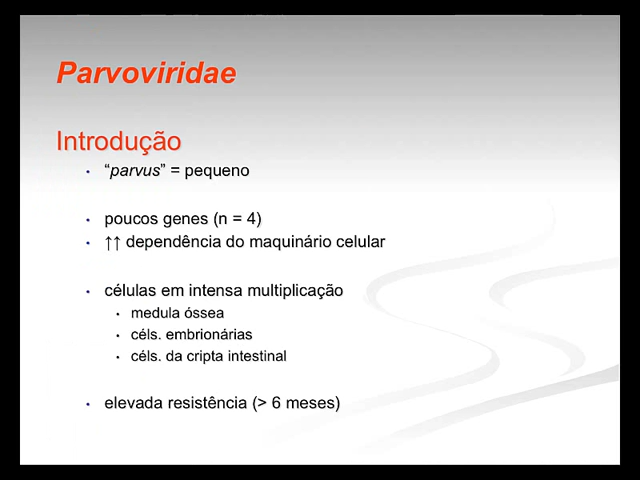 Parvoviridae
Introdução
• “parvus” = pequeno
• poucos genes (n = 4)
• ↑↑ dependência do maquinário celular
• células em intensa multiplicação
• medula óssea
• céls. embrionárias
• céls. da cripta intestinal
• elevada resistência (> 6 meses)